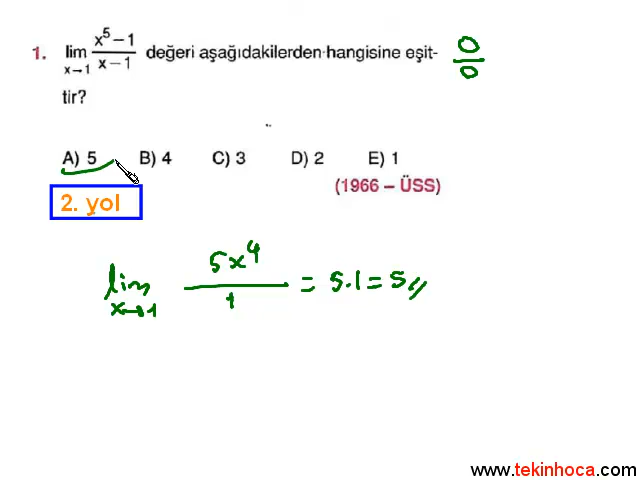 1. lim x→1 x⁵−1 / x−1 değeri aşağıdakilerden hangisine eşit-
0/0
tir?
A) 5 B) 4 C) 3 D) 2 E) 1
(1966 – ÜSS)
2. yol
lim x→1 5x⁴ / 1 = 5.1 = 5
www.tekinhoca.com